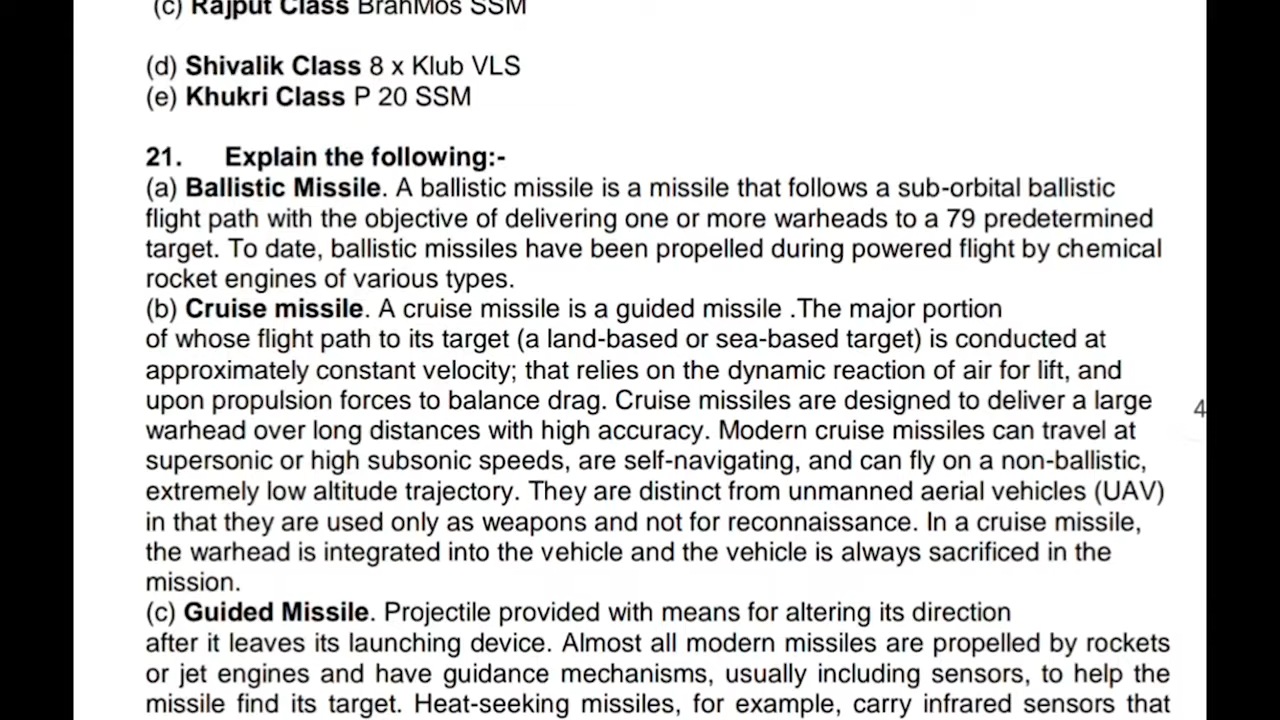 (c) Rajput Class BrahMos SSM
(d) Shivalik Class 8 x Klub VLS
(e) Khukri Class P 20 SSM
21. Explain the following:-
(a) Ballistic Missile. A ballistic missile is a missile that follows a sub-orbital ballistic
flight path with the objective of delivering one or more warheads to a 79 predetermined
target. To date, ballistic missiles have been propelled during powered flight by chemical
rocket engines of various types.
(b) Cruise missile. A cruise missile is a guided missile .The major portion
of whose flight path to its target (a land-based or sea-based target) is conducted at
approximately constant velocity; that relies on the dynamic reaction of air for lift, and
upon propulsion forces to balance drag. Cruise missiles are designed to deliver a large
4
warhead over long distances with high accuracy. Modern cruise missiles can travel at
supersonic or high subsonic speeds, are self-navigating, and can fly on a non-ballistic,
extremely low altitude trajectory. They are distinct from unmanned aerial vehicles (UAV)
in that they are used only as weapons and not for reconnaissance. In a cruise missile,
the warhead is integrated into the vehicle and the vehicle is always sacrificed in the
mission.
(c) Guided Missile. Projectile provided with means for altering its direction
after it leaves its launching device. Almost all modern missiles are propelled by rockets
or jet engines and have guidance mechanisms, usually including sensors, to help the
missile find its target. Heat-seeking missiles, for example, carry infrared sensors that